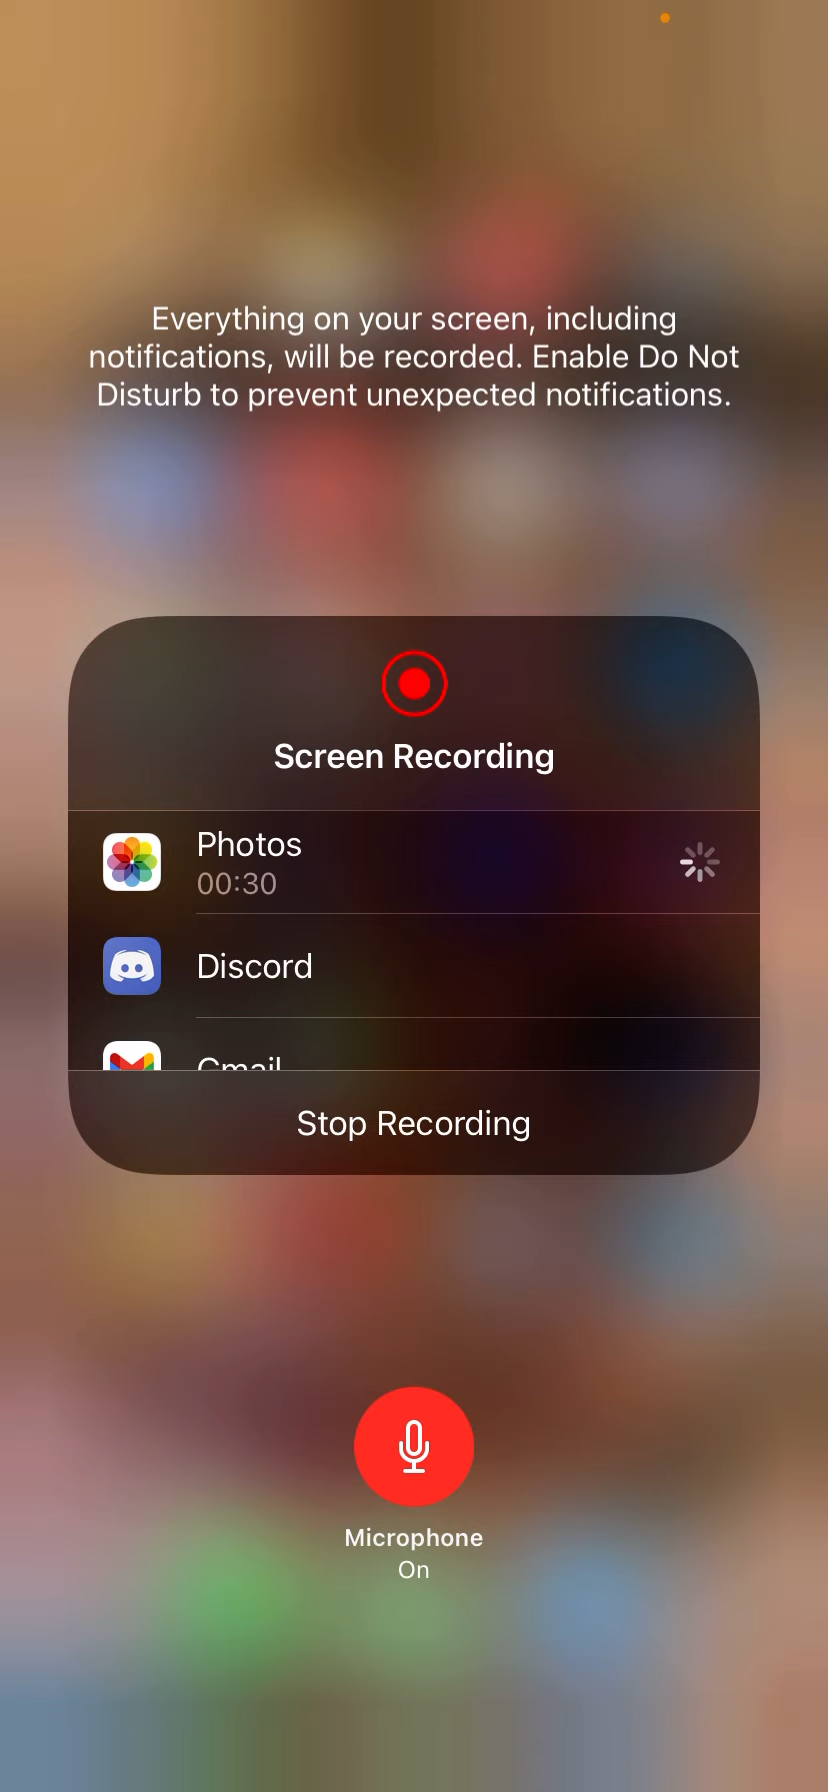 Everything on your screen, including
notifications, will be recorded. Enable Do Not
Disturb to prevent unexpected notifications.
Screen Recording
Photos
00:30
Discord
Gmail
Stop Recording
Microphone
On